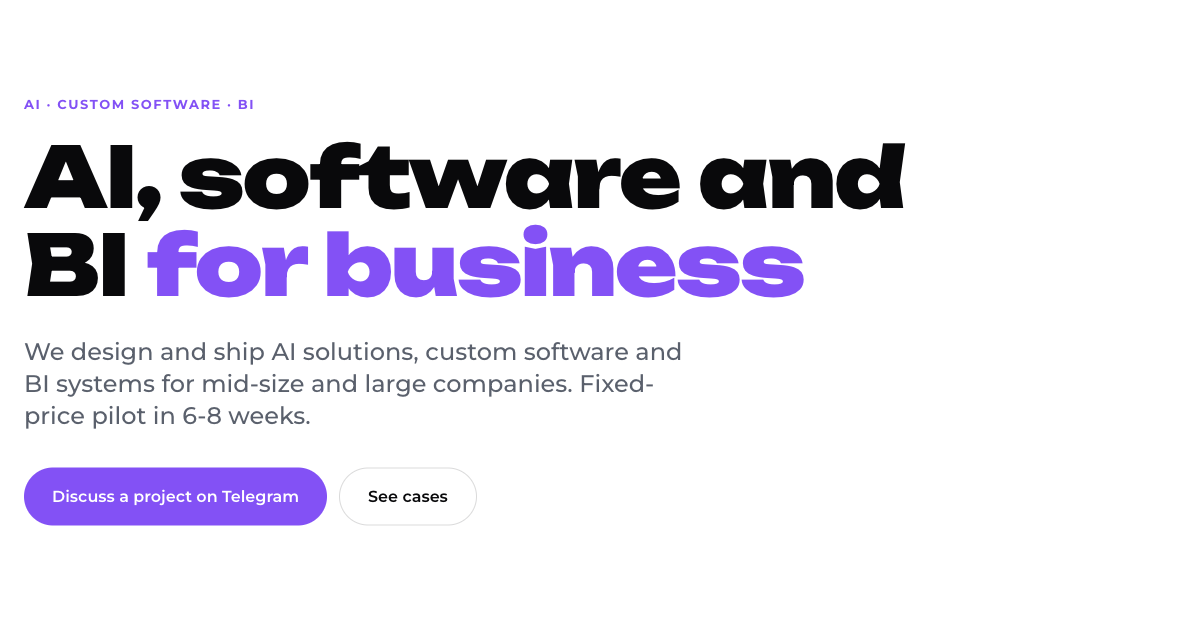 AI · CUSTOM SOFTWARE · BI
AI, software and
BI for business
We design and ship AI solutions, custom software and
BI systems for mid-size and large companies. Fixed-
price pilot in 6-8 weeks.
Discuss a project on Telegram
See cases